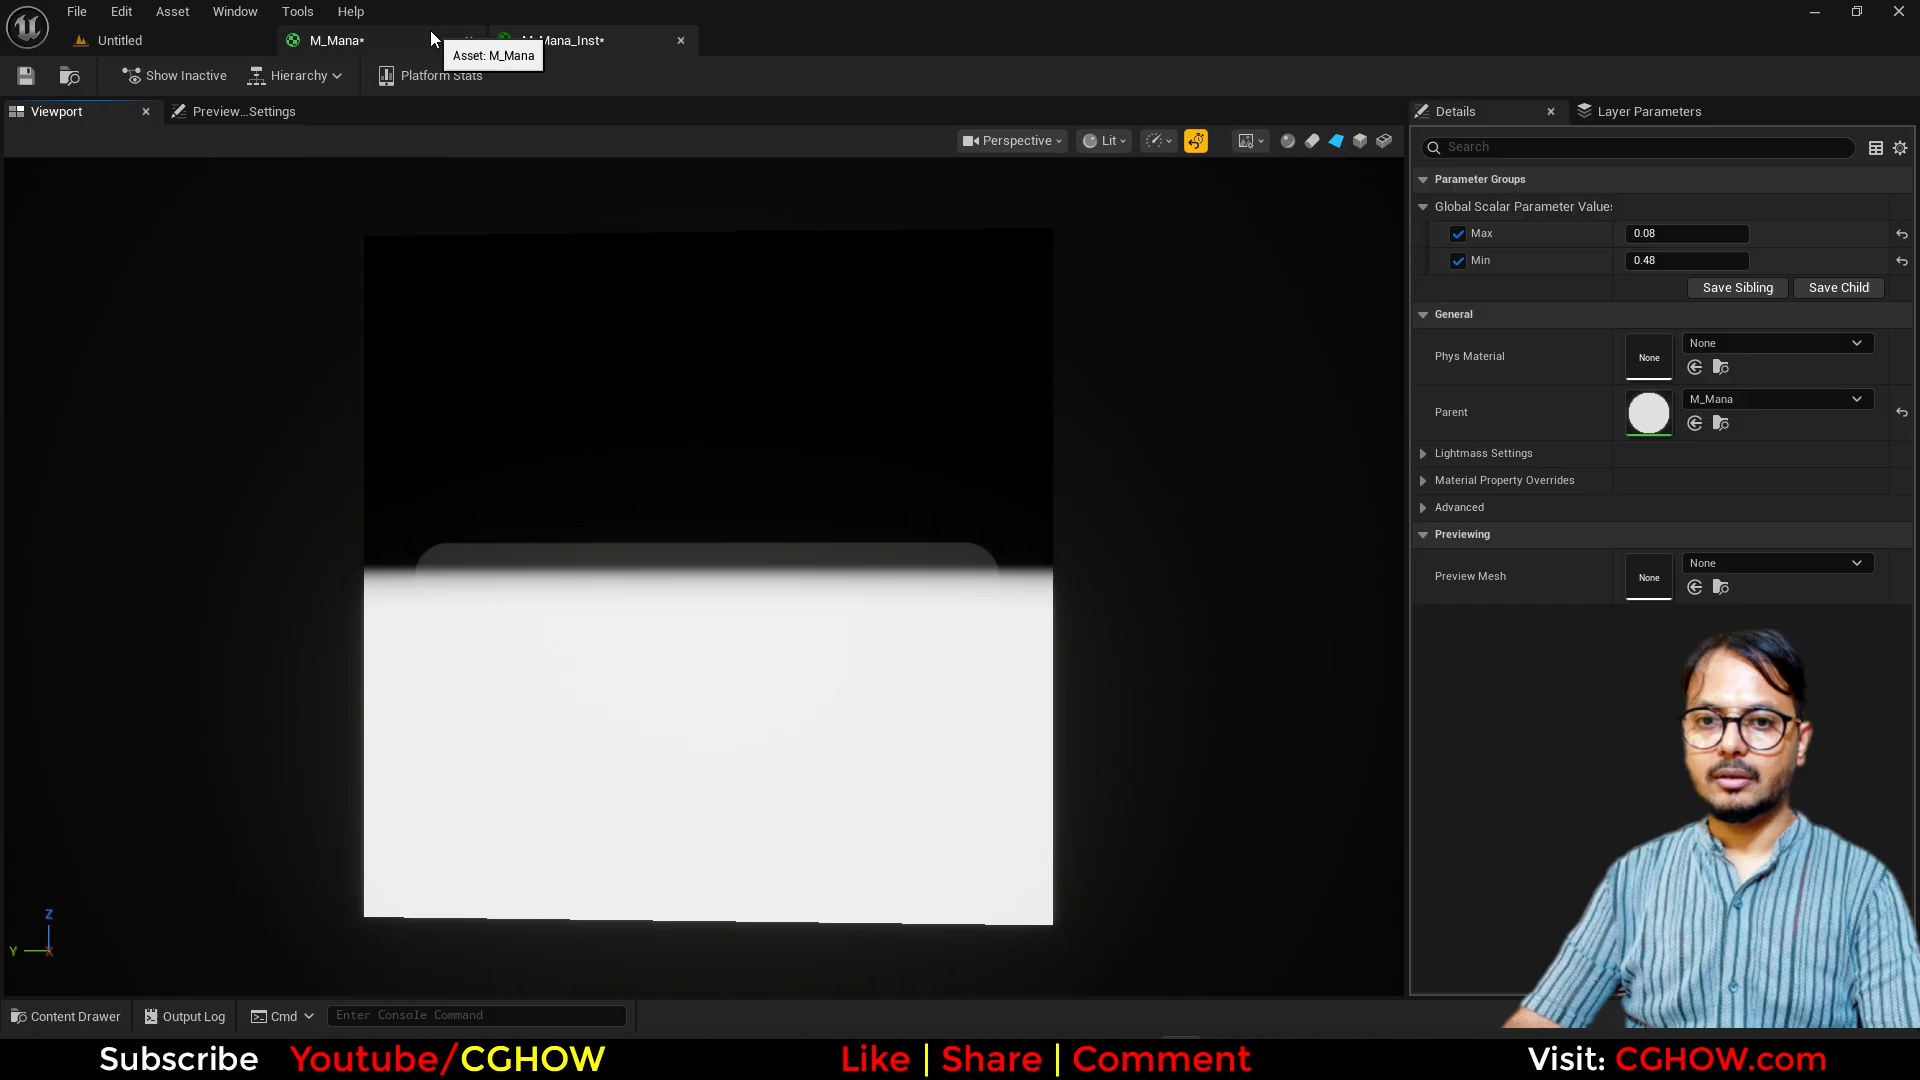 File Edit Asset Window Tools Help
Untitled
M_Mana*
Mana_Inst*
Asset: M_Mana
Show Inactive
Hierarchy
Platform Stats
Viewport
Preview...Settings
Perspective
Lit
Details
Layer Parameters
Search
Parameter Groups
Global Scalar Parameter Values
Max 0.08
Min 0.48
Save Sibling Save Child
General
Phys Material None None
Parent M_Mana
Lightmass Settings
Material Property Overrides
Advanced
Previewing
Preview Mesh None None
Z
Y X
Content Drawer
Output Log
Cmd
Enter Console Command
Subscribe Youtube/CGHOW Like | Share | Comment Visit: CGHOW.com